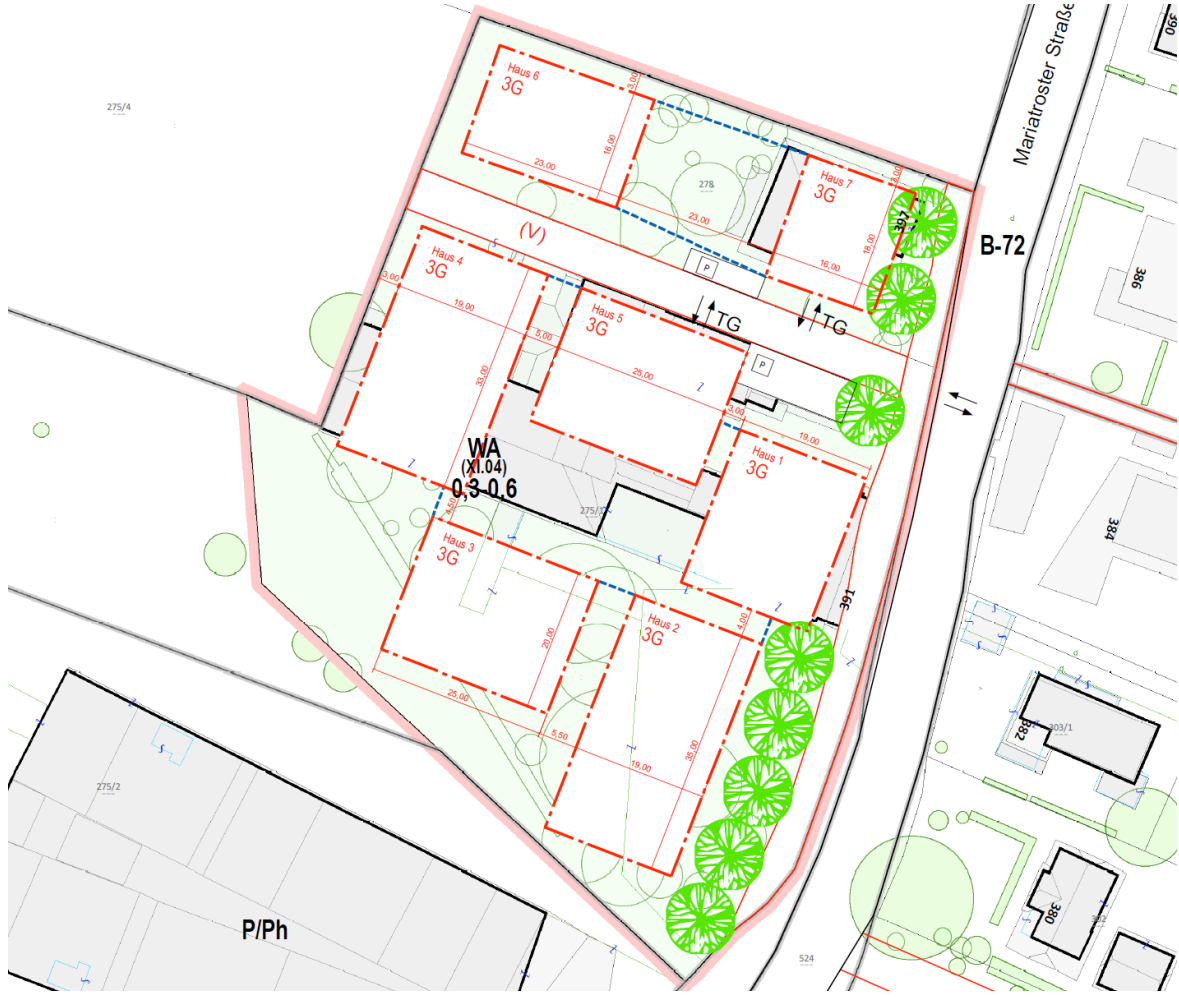 Mariatroster Straße
390
Haus 6
3G
3,00
275/4
16,00
23,00
278
Haus 7
3G
3,00
397
B-72
386
(V)
23,00
16,00
18,00
P
Haus 4
3G
3,00
19,00
5,00
Haus 5
3G
TG
TG
P
33,00
25,00
3,00
19,00
Haus 1
3G
WA
(XI.04)
0,3-0,6
4,50
384
Haus 3
3G
391
Haus 2
3G
4,00
20,00
25,00
5,50
19,00
35,00
382
303/1
275/2
P/Ph
380
302
524